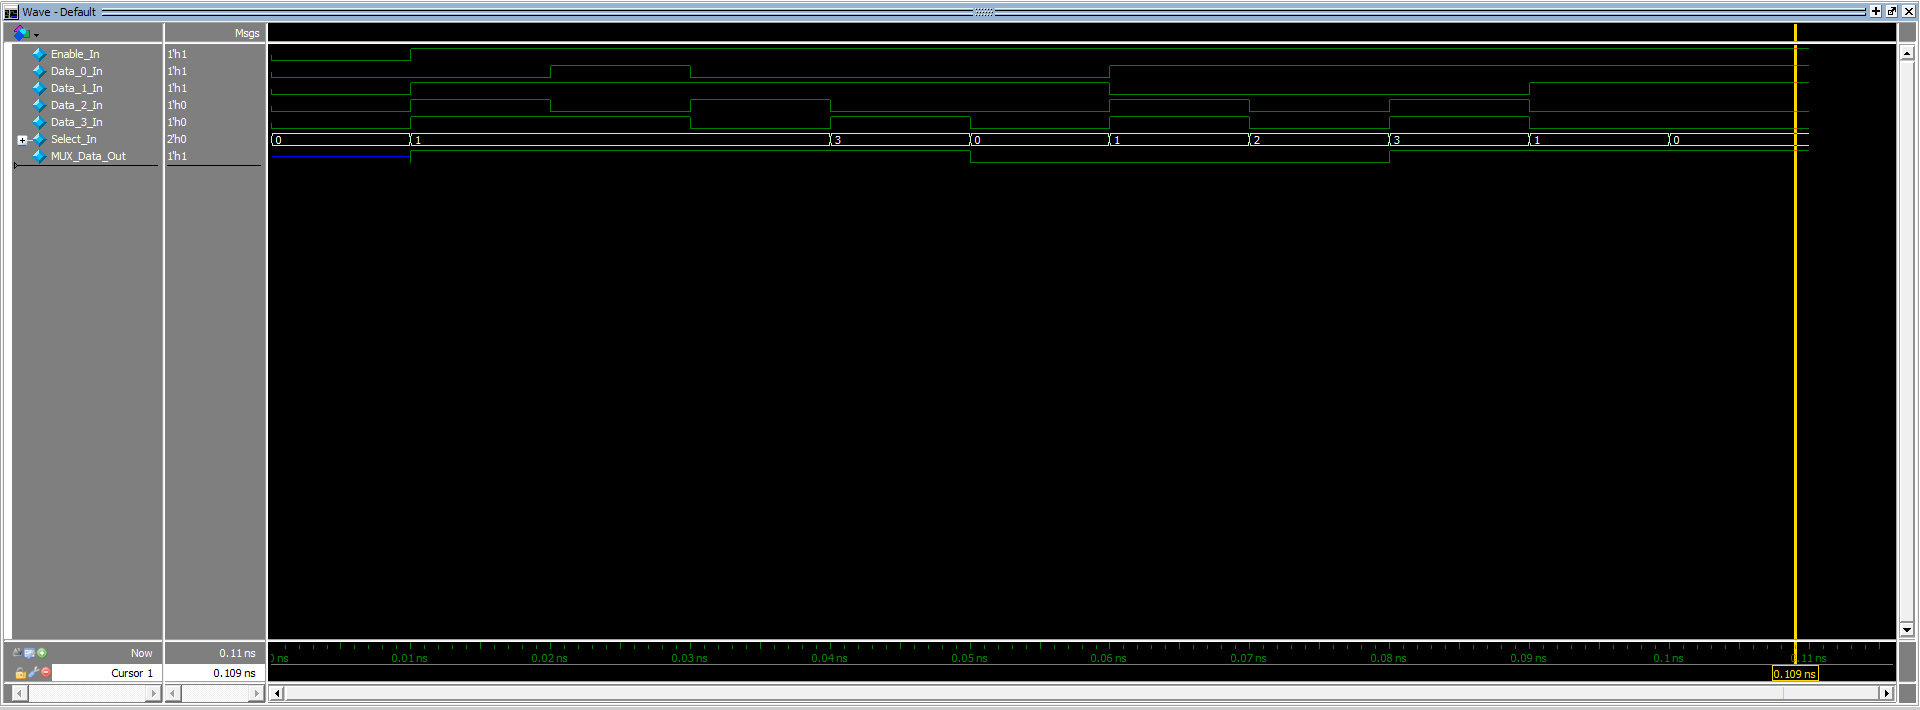 Wave - Default
Msgs
Enable_In 1'h1
Data_0_In 1'h1
Data_1_In 1'h1
Data_2_In 1'h0
Data_3_In 1'h0
Select_In 2'h0 0 1 3 0 1 2 3 1 0
MUX_Data_Out 1'h1
Now 0.11 ns ns 0.01 ns 0.02 ns 0.03 ns 0.04 ns 0.05 ns 0.06 ns 0.07 ns 0.08 ns 0.09 ns 0.1 ns .11 ns
Cursor 1 0.109 ns 0.109 ns